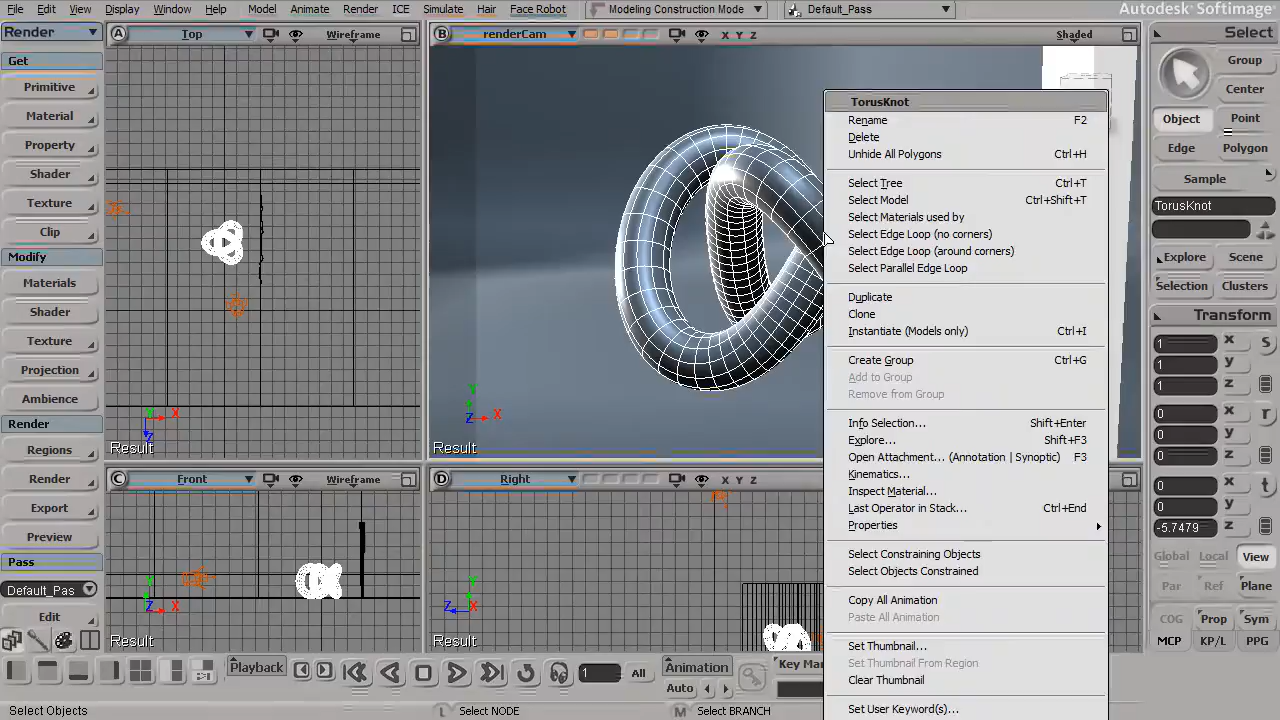 File Edit View Display Window Help Model Animate Render ICE Simulate Hair Face Robot Modeling Construction Mode Default_Pass Autodesk Softimage
Render
Get
Primitive
Material
Property
Shader
Texture
Clip
Modify
Materials
Shader
Texture
Projection
Ambience
Render
Regions
Render
Export
Preview
Pass
Default_Pas
Edit
A Top Wireframe
Y X
Z
Result
B renderCam X Y Z Shaded
Y
Z X
Result
C Front Wireframe
Y
Z X
Result
D Right X Y Z
Y
Z X
Result
TorusKnot
Rename F2
Delete
Unhide All Polygons Ctrl+H
Select Tree Ctrl+T
Select Model Ctrl+Shift+T
Select Materials used by
Select Edge Loop (no corners)
Select Edge Loop (around corners)
Select Parallel Edge Loop
Duplicate
Clone
Instantiate (Models only) Ctrl+I
Create Group Ctrl+G
Add to Group
Remove from Group
Info Selection... Shift+Enter
Explore... Shift+F3
Open Attachment... (Annotation | Synoptic) F3
Kinematics...
Inspect Material...
Last Operator in Stack... Ctrl+End
Properties
Select Constraining Objects
Select Objects Constrained
Copy All Animation
Paste All Animation
Set Thumbnail...
Set Thumbnail From Region
Clear Thumbnail
Set User Keyword(s)...
Select
Group
Center
Object Point
Edge Polygon
Sample
TorusKnot
Explore Scene
Selection Clusters
Transform
1 x S
1 y
1 z
0 x r
0 y
0 z
0 x t
0 y
-5.7479 z
Global Local View
Par Ref Plane
COG Prop Sym
MCP KP/L PPG
Playback 1 All Animation
Auto
Key Mar
Select Objects L Select NODE M Select BRANCH